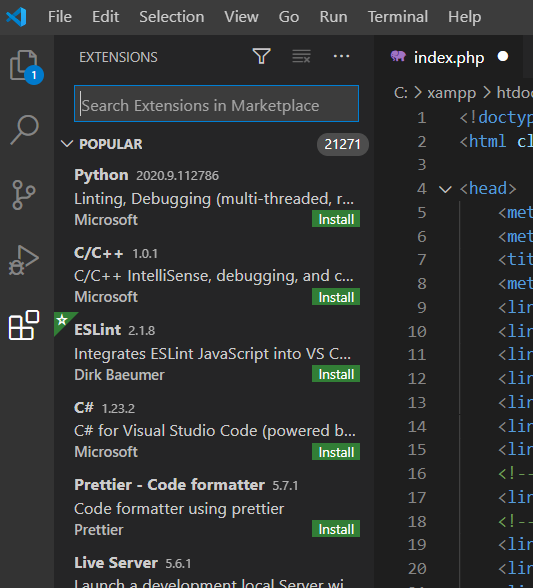 File Edit Selection View Go Run Terminal Help
EXTENSIONS
1
Search Extensions in Marketplace
POPULAR 21271
Python 2020.9.112786
Linting, Debugging (multi-threaded, r...
Microsoft Install
C/C++ 1.0.1
C/C++ IntelliSense, debugging, and c...
Microsoft Install
ESLint 2.1.8
Integrates ESLint JavaScript into VS C...
Dirk Baeumer Install
C# 1.23.2
C# for Visual Studio Code (powered b...
Microsoft Install
Prettier - Code formatter 5.7.1
Code formatter using prettier
Prettier Install
Live Server 5.6.1
Launch a development local Server wi...
index.php
C: > xampp > htdoc
1 <!doctyp
2 <html cl
3
4 <head>
5 <met
6 <met
7 <tit
8 <met
9 <lin
10 <lin
11 <lin
12 <lin
13 <lin
14 <lin
15 <lin
16 <!--
17 <lin
18 <!--
19 <lin
20 <lin